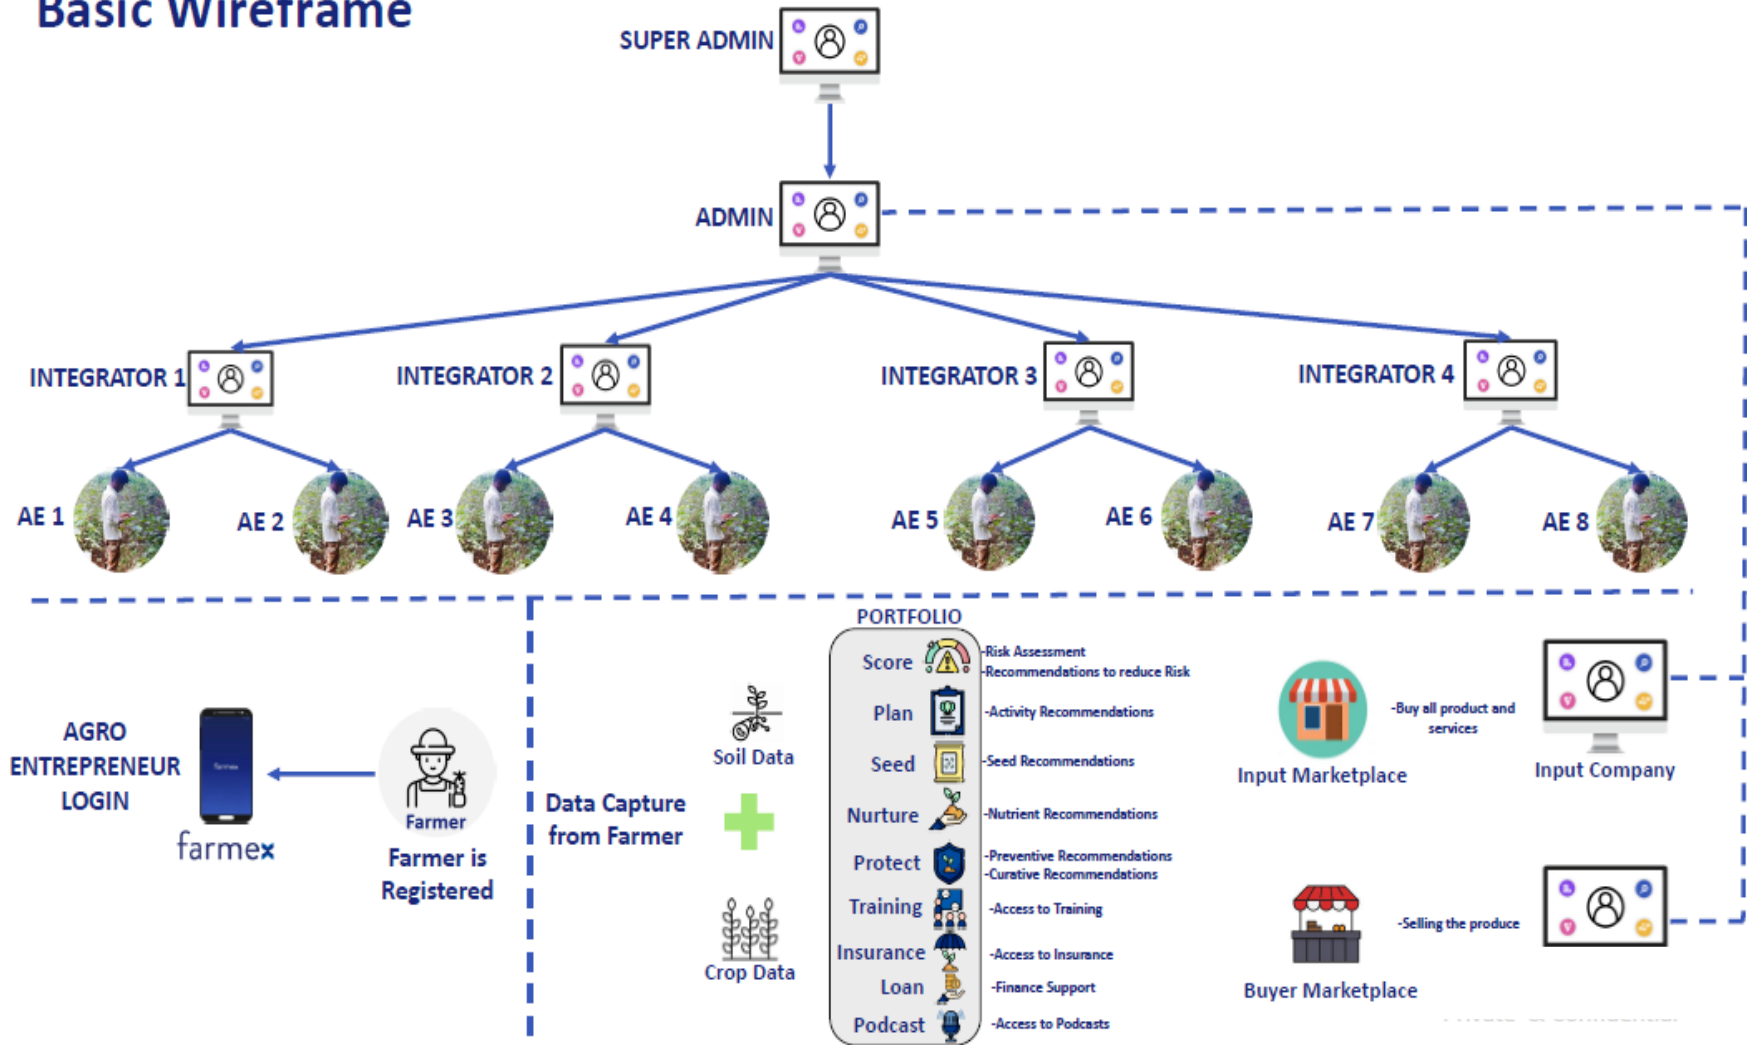 Basic Wireframe
SUPER ADMIN
ADMIN
INTEGRATOR 1
INTEGRATOR 2
INTEGRATOR 3
INTEGRATOR 4
AE 1
AE 2
AE 3
AE 4
AE 5
AE 6
AE 7
AE 8
AGRO
ENTREPRENEUR
LOGIN
farmex
farmex
Farmer
Farmer is
Registered
Data Capture
from Farmer
Soil Data
Crop Data
PORTFOLIO
Score
-Risk Assessment
-Recommendations to reduce Risk
Plan
-Activity Recommendations
Seed
-Seed Recommendations
Nurture
-Nutrient Recommendations
Protect
-Preventive Recommendations
-Curative Recommendations
Training
-Access to Training
Insurance
-Access to Insurance
Loan
-Finance Support
Podcast
-Access to Podcasts
Input Marketplace
-Buy all product and
services
Input Company
Buyer Marketplace
-Selling the produce